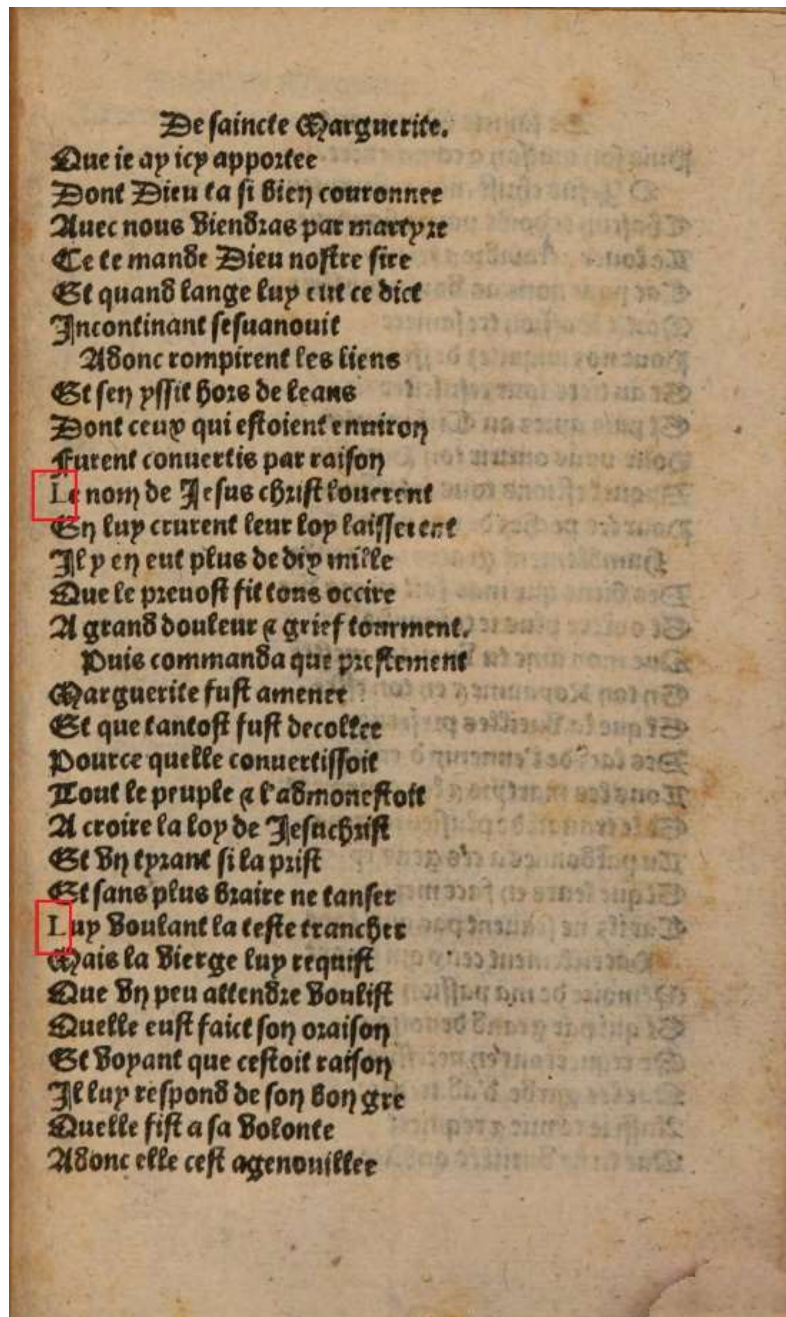 De saincte Marguerite.
Que ie ay icy apportee
Dont Dieu ta si bien couronnee
Auec nous viendras par martyre
Ce te mande Dieu nostre sire
Et quand lange luy eut ce dict
Incontinant sesuanouit
Adonc rompirent les liens
Et sen yssit hors de leans
Dont ceux qui estoient enuiron
Furent conuertis par raison
Le nom de Jesus christ louerent
En luy crurent leur loy laisserent
Il y en eut plus de dix mille
Que le preuost fit tous occire
A grand douleur & grief tourment.
Puis commanda que prestement
Marguerite fust amenee
Et que tantost fust decollee
Pource quelle conuertissoit
Tout le peuple & l'admonestoit
A croire la loy de Jesuchrist
Et vn tyrant si la prist
Et sans plus braire ne tanser
Luy voulant la teste trancher
Mais la vierge luy requist
Que vn peu attendre voulist
Quelle eust faict son oraison
Et voyant que cestoit raison
Il luy respond de son bon gre
Quelle fist a sa volonte
Adonc elle cest agenouillee